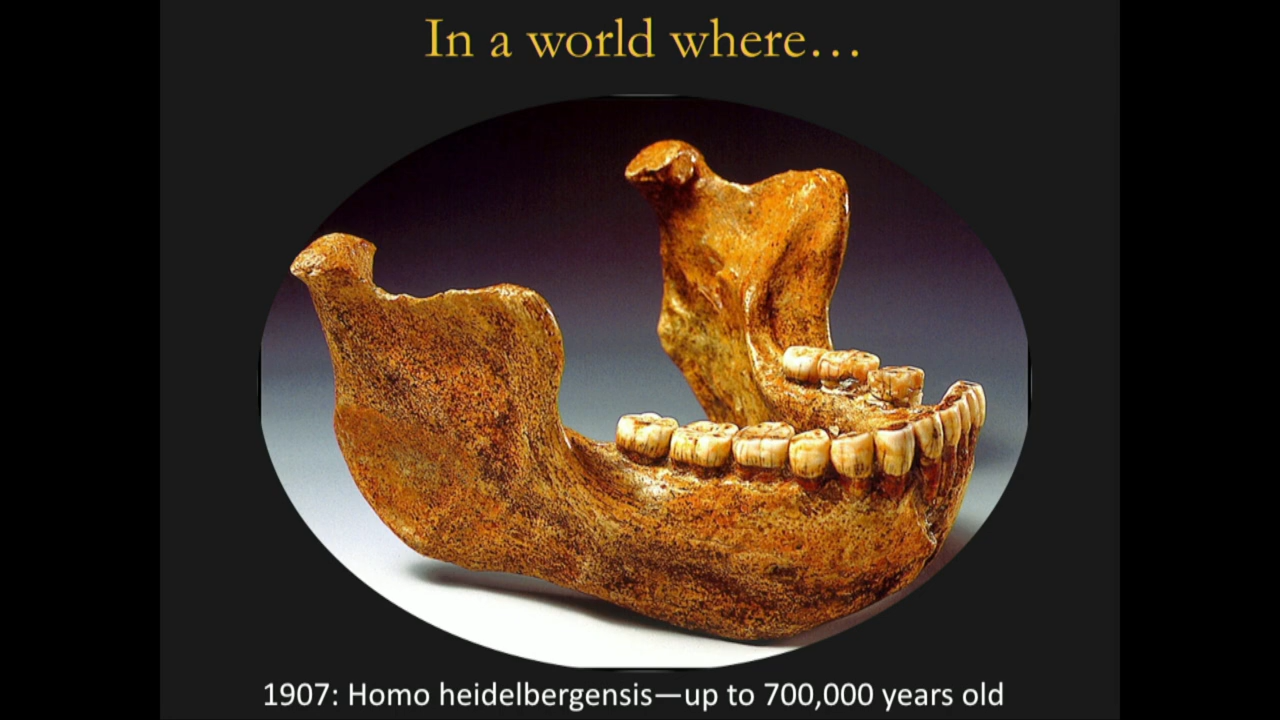 In a world where…
1907: Homo heidelbergensis—up to 700,000 years old